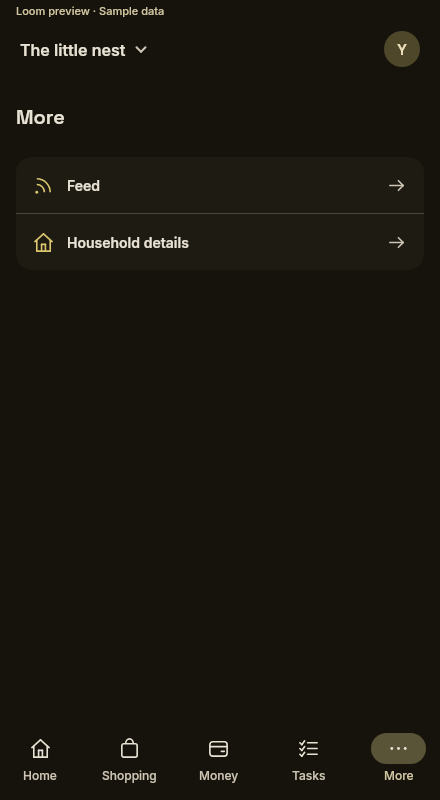 Loom preview · Sample data
The little nest
Y
More
Feed
Household details
Home
Shopping
Money
Tasks
More